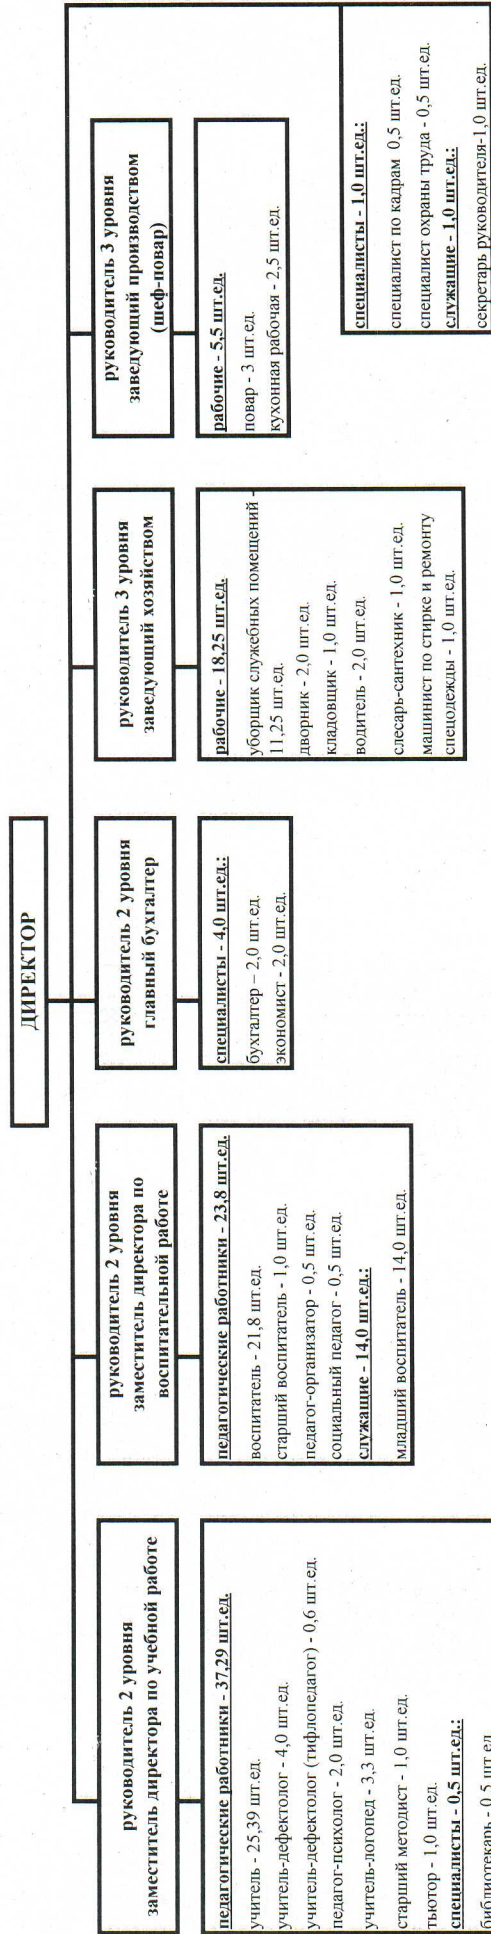 ДИРЕКТОР
руководитель 2 уровня
заместитель директора по учебной работе
педагогические работники - 37,29 шт.ед.
учитель - 25,39 шт.ед.
учитель-дефектолог - 4,0 шт.ед.
учитель-дефектолог (тифлопедагог) - 0,6 шт.ед.
педагог-психолог - 2,0 шт.ед.
учитель-логопед - 3,3 шт.ед.
старший методист - 1,0 шт.ед.
тьютор - 1,0 шт.ед.
специалисты - 0,5 шт.ед.:
библиотекарь - 0,5 шт.ед.
руководитель 2 уровня
заместитель директора по
воспитательной работе
педагогические работники - 23,8 шт.ед.
воспитатель - 21,8 шт.ед.
старший воспитатель - 1,0 шт.ед.
педагог-организатор - 0,5 шт.ед.
социальный педагог - 0,5 шт.ед.
служащие - 14,0 шт.ед.:
младший воспитатель - 14,0 шт.ед.
руководитель 2 уровня
главный бухгалтер
специалисты - 4,0 шт.ед.:
бухгалтер – 2,0 шт.ед.
экономист - 2,0 шт.ед.
руководитель 3 уровня
заведующий хозяйством
рабочие - 18,25 шт.ед.
уборщик служебных помещений -
11,25 шт.ед.
дворник - 2,0 шт.ед.
кладовщик - 1,0 шт.ед.
водитель - 2,0 шт.ед.
слесарь-сантехник - 1,0 шт.ед.
машинист по стирке и ремонту
спецодежды - 1,0 шт.ед.
руководитель 3 уровня
заведующий производством
(шеф-повар)
рабочие - 5,5 шт.ед.
повар - 3 шт.ед.
кухонная рабочая - 2,5 шт.ед.
специалисты - 1,0 шт.ед.:
специалист по кадрам 0,5 шт.ед.
специалист охраны труда - 0,5 шт.ед.
служащие - 1,0 шт.ед.:
секретарь руководителя-1,0 шт.ед.